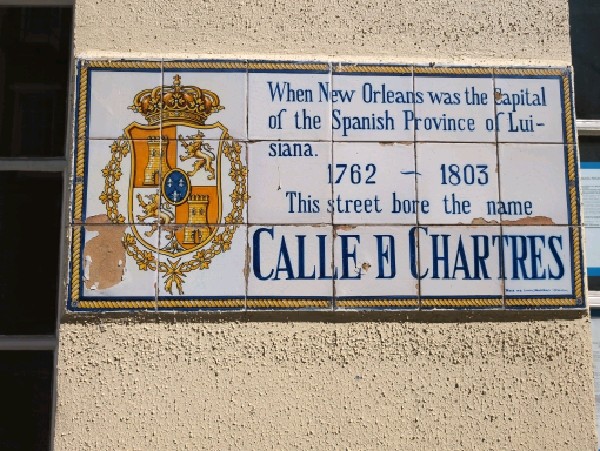 When New Orleans was the Capital
of the Spanish Province of Lui-
siana.
1762 ~ 1803
This street bore the name
CALLE D CHARTRES